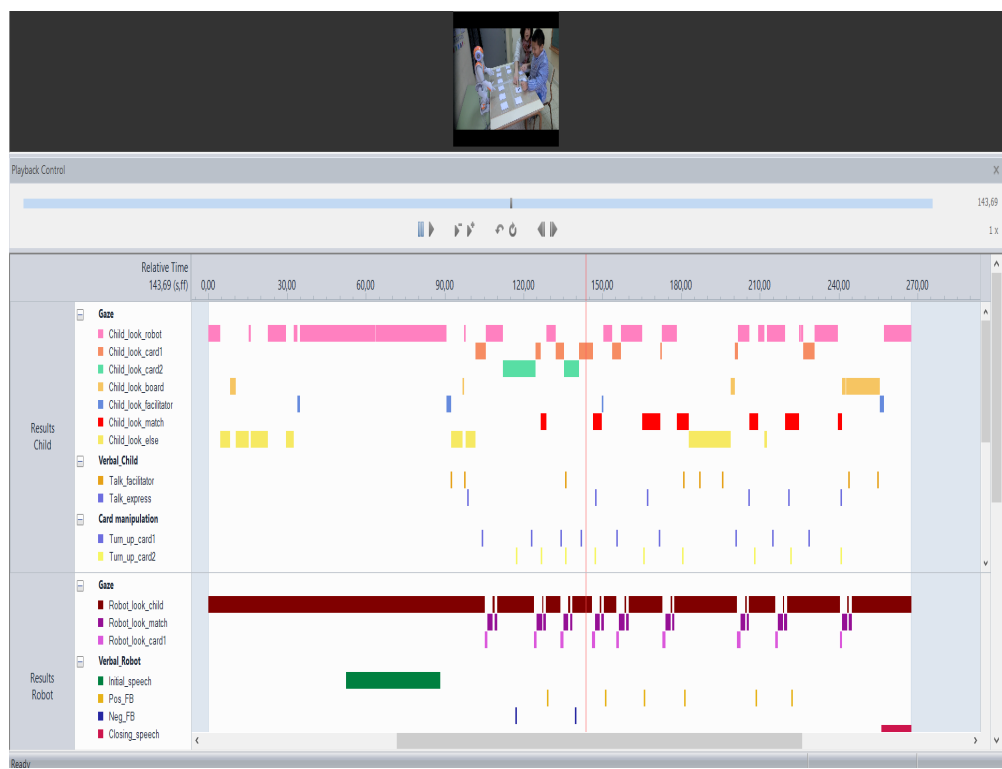 Playback Control
143,69
1 x
Relative Time
143,69 (s,ff)
0,00 30,00 60,00 90,00 120,00 150,00 180,00 210,00 240,00 270,00
Results
Child
Gaze
Child_look_robot
Child_look_card1
Child_look_card2
Child_look_board
Child_look_facilitator
Child_look_match
Child_look_else
Verbal_Child
Talk_facilitator
Talk_express
Card manipulation
Turn_up_card1
Turn_up_card2
Results
Robot
Gaze
Robot_look_child
Robot_look_match
Robot_look_card1
Verbal_Robot
Initial_speech
Pos_FB
Neg_FB
Closing_speech
Ready